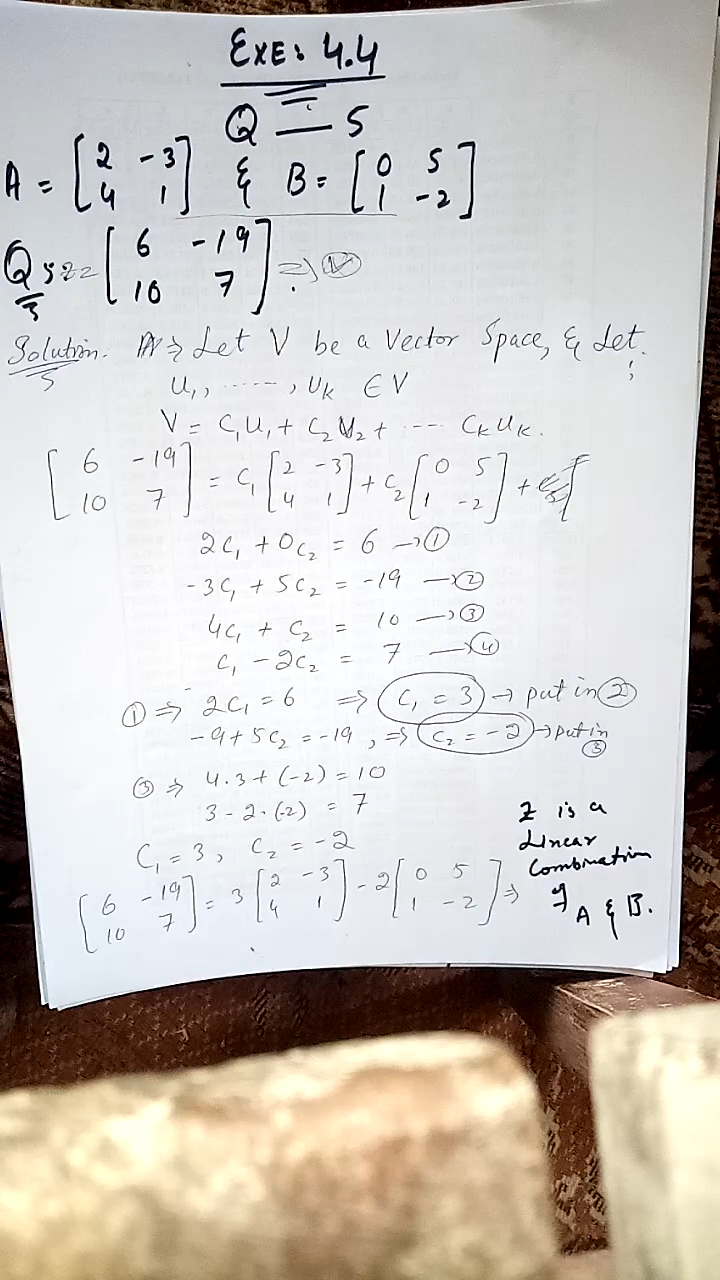 EXE: 4.4
Q — 5
A = [2 -3 & B = [0 5
4 1] 1 -2]
Q 5 z = [6 -19
10 7] => V
Solution. => Let V be a Vector Space, & Let.
U₁, ......, Uk ∈ V ;
V = C₁U₁ + C₂U₂ + --- CkUk.
[6 -19 = C₁ [2 -3 + C₂ [0 5
10 7] 4 1] 1 -2] +
2C₁ + 0C₂ = 6 → ①
-3C₁ + 5C₂ = -19 → ②
4C₁ + C₂ = 10 → ③
C₁ - 2C₂ = 7 → ④
① => 2C₁ = 6 => C₁ = 3 → put in ②
-9 + 5C₂ = -19, => C₂ = -2 → put in ③
③ => 4.3 + (-2) = 10
3 - 2.(-2) = 7
C₁ = 3, C₂ = -2
[6 -19 = 3 [2 -3 - 2 [0 5
10 7] 4 1] 1 -2] =>
Z is a
Linear
Combination
of A & B.